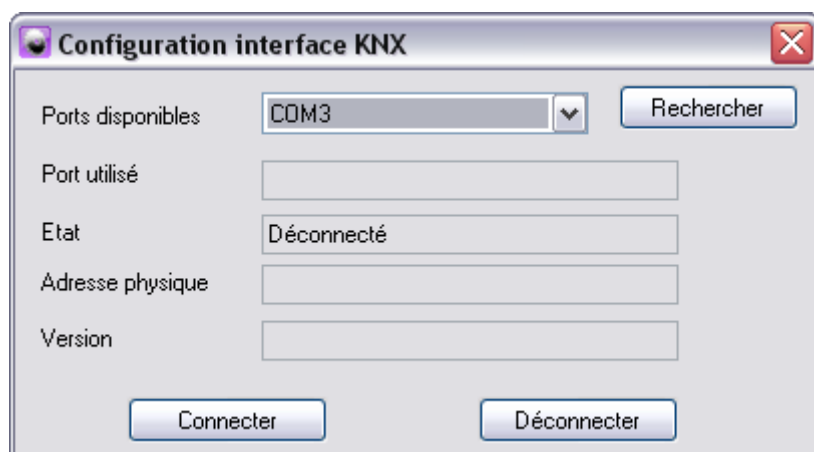 Configuration interface KNX
Ports disponibles COM3 Rechercher
Port utilisé
Etat Déconnecté
Adresse physique
Version
Connecter Déconnecter